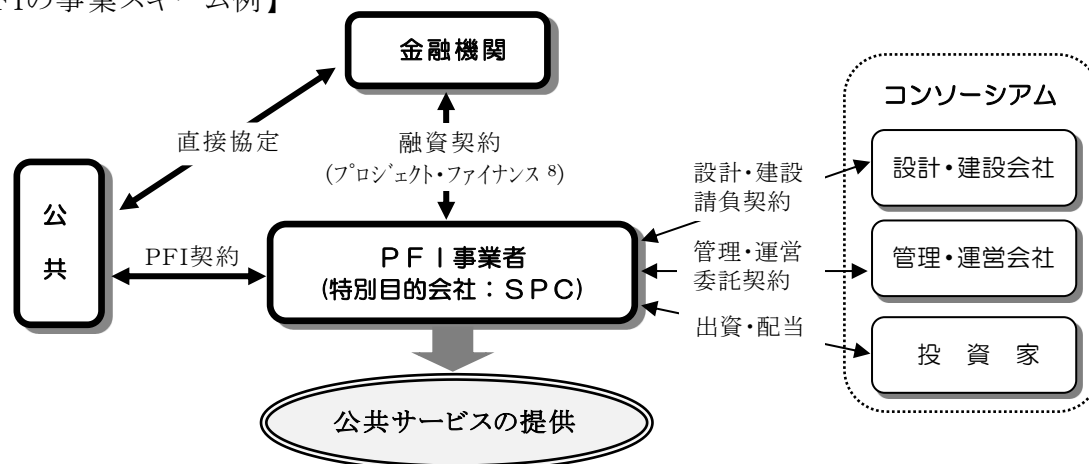 FIの事業スキーム例】
金融機関
コンソーシアム
直接協定
融資契約
(プロジェクト・ファイナンス 8)
設計・建設
請負契約
設計・建設会社
公
共
PFI契約
ＰＦＩ事業者
(特別目的会社：ＳＰＣ)
管理・運営
委託契約
管理・運営会社
出資・配当
投　資　家
公共サービスの提供